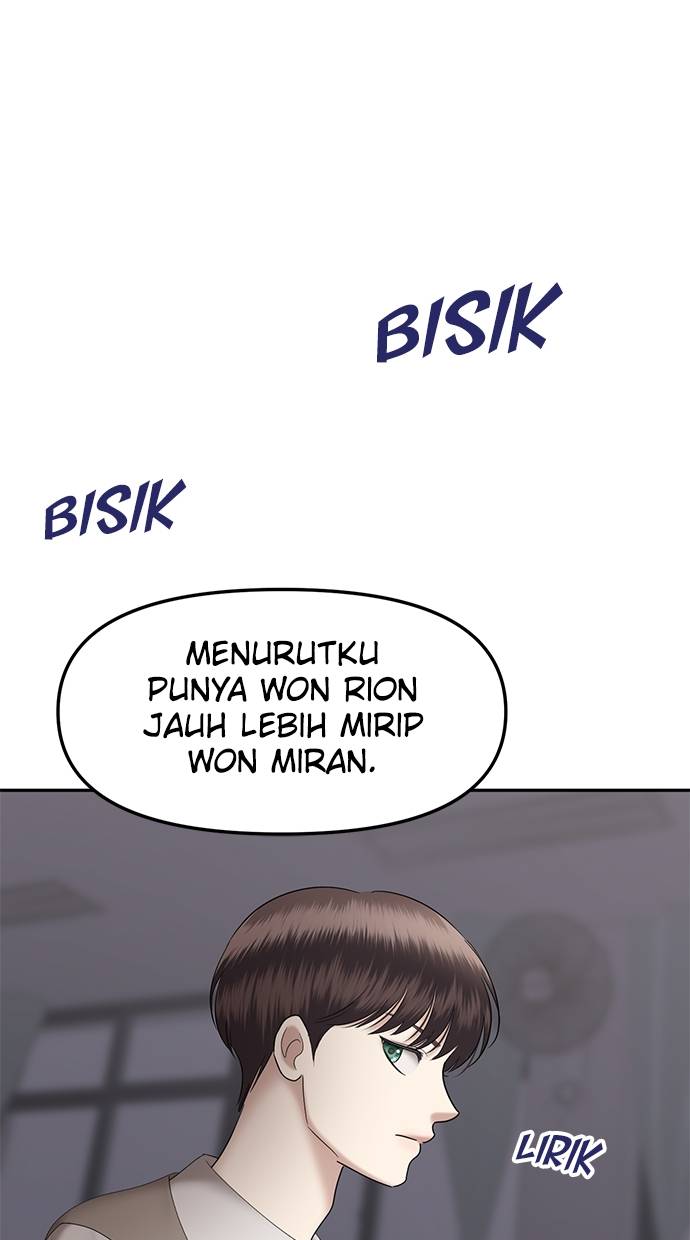 BISIK
BISIK
MENURUTKU
PUNYA WON RION
JAUH LEBIH MIRIP
WON MIRAN.
LIRIK